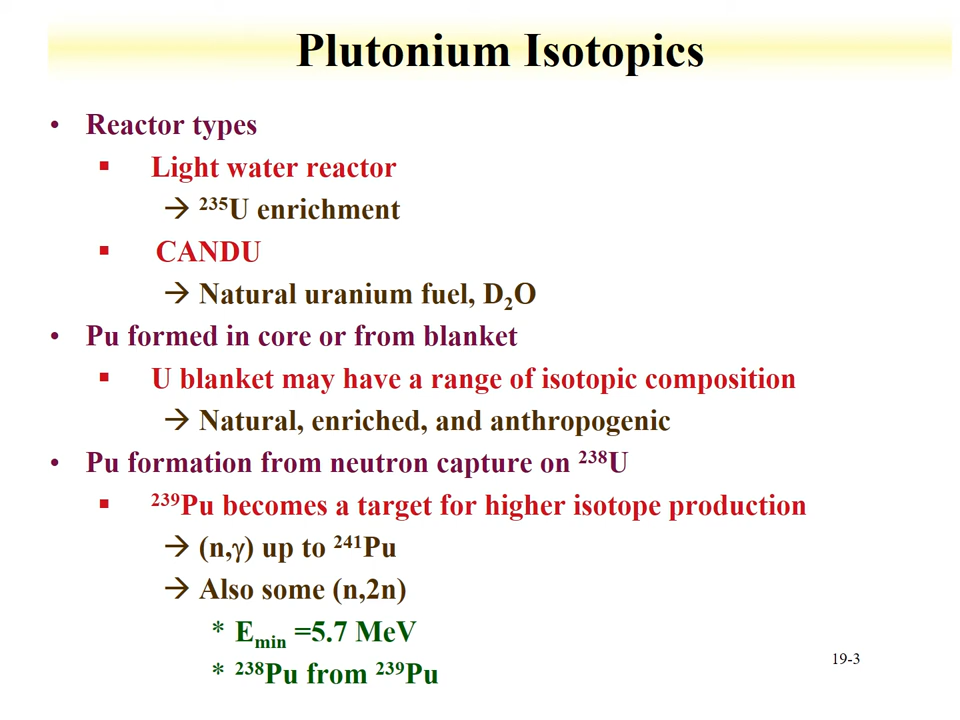 Plutonium Isotopics
• Reactor types
▪ Light water reactor
→ ²³⁵U enrichment
▪ CANDU
→ Natural uranium fuel, D₂O
• Pu formed in core or from blanket
▪ U blanket may have a range of isotopic composition
→ Natural, enriched, and anthropogenic
• Pu formation from neutron capture on ²³⁸U
▪ ²³⁹Pu becomes a target for higher isotope production
→ (n,γ) up to ²⁴¹Pu
→ Also some (n,2n)
* Eₘᵢₙ =5.7 MeV
* ²³⁸Pu from ²³⁹Pu
19-3